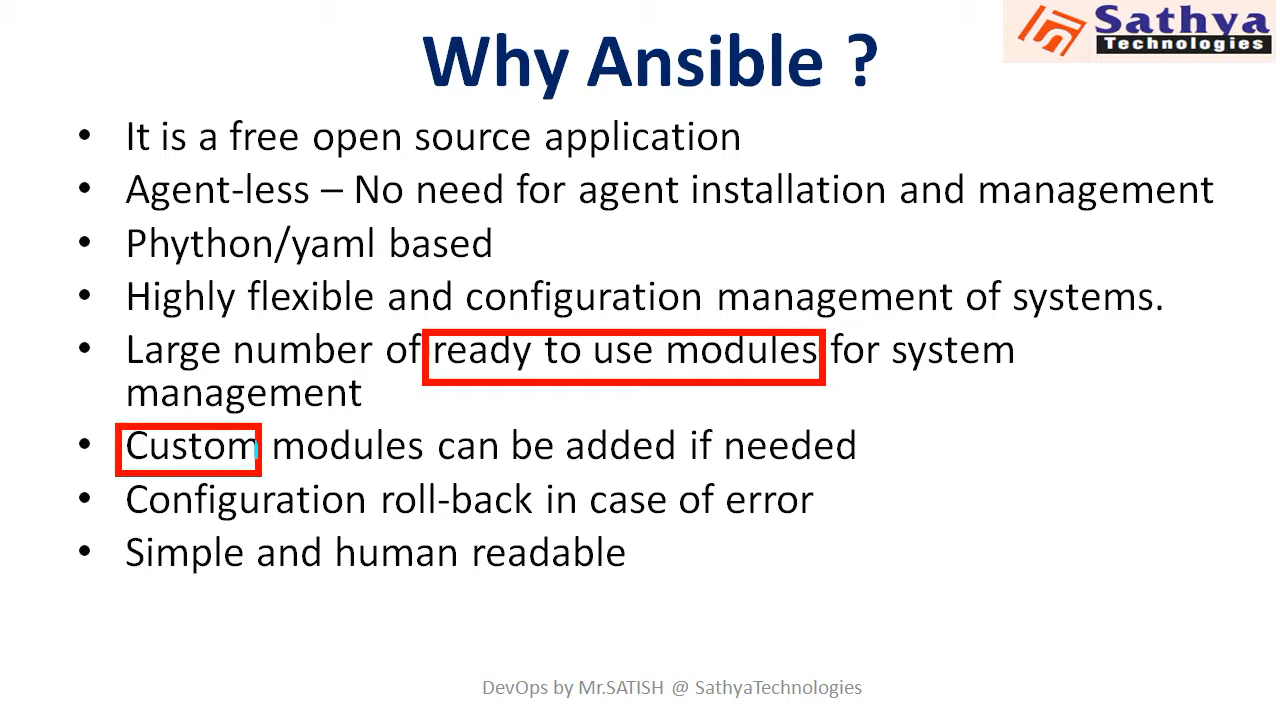 Sathya
Technologies
Why Ansible ?
• It is a free open source application
• Agent-less – No need for agent installation and management
• Phython/yaml based
• Highly flexible and configuration management of systems.
• Large number of ready to use modules for system
management
• Custom modules can be added if needed
• Configuration roll-back in case of error
• Simple and human readable
DevOps by Mr.SATISH @ SathyaTechnologies